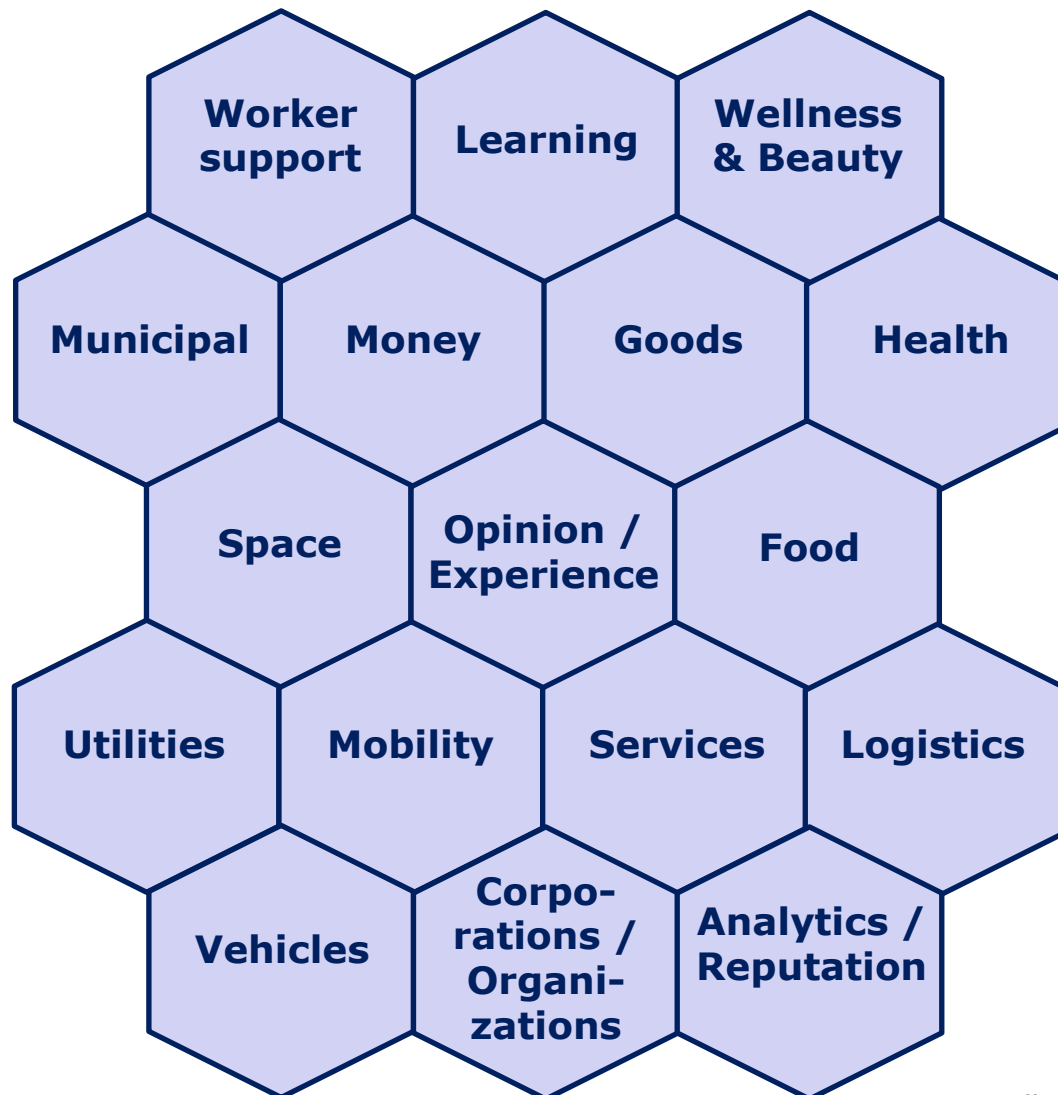 Worker
support
Learning
Wellness
& Beauty
Municipal
Money
Goods
Health
Space
Opinion /
Experience
Food
Utilities
Mobility
Services
Logistics
Vehicles
Corpo-
rations /
Organi-
zations
Analytics /
Reputation